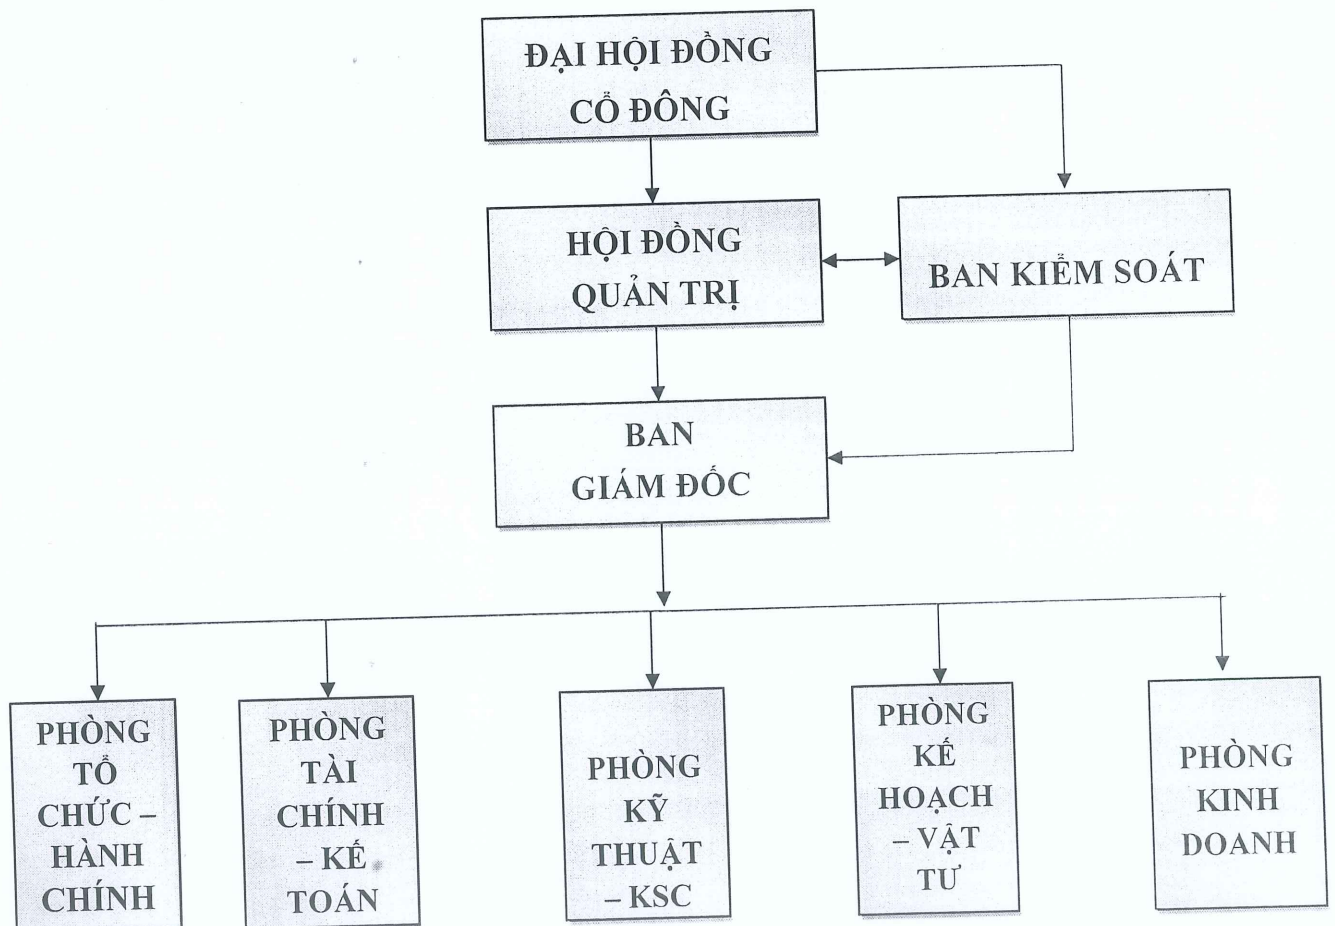 ĐẠI HỘI ĐỒNG
CỔ ĐÔNG
HỘI ĐỒNG
QUẢN TRỊ
BAN KIỂM SOÁT
BAN
GIÁM ĐỐC
PHÒNG
TỔ
CHỨC –
HÀNH
CHÍNH
PHÒNG
TÀI
CHÍNH
– KẾ
TOÁN
PHÒNG
KỸ
THUẬT
– KSC
PHÒNG
KẾ
HOẠCH
– VẬT
TƯ
PHÒNG
KINH
DOANH